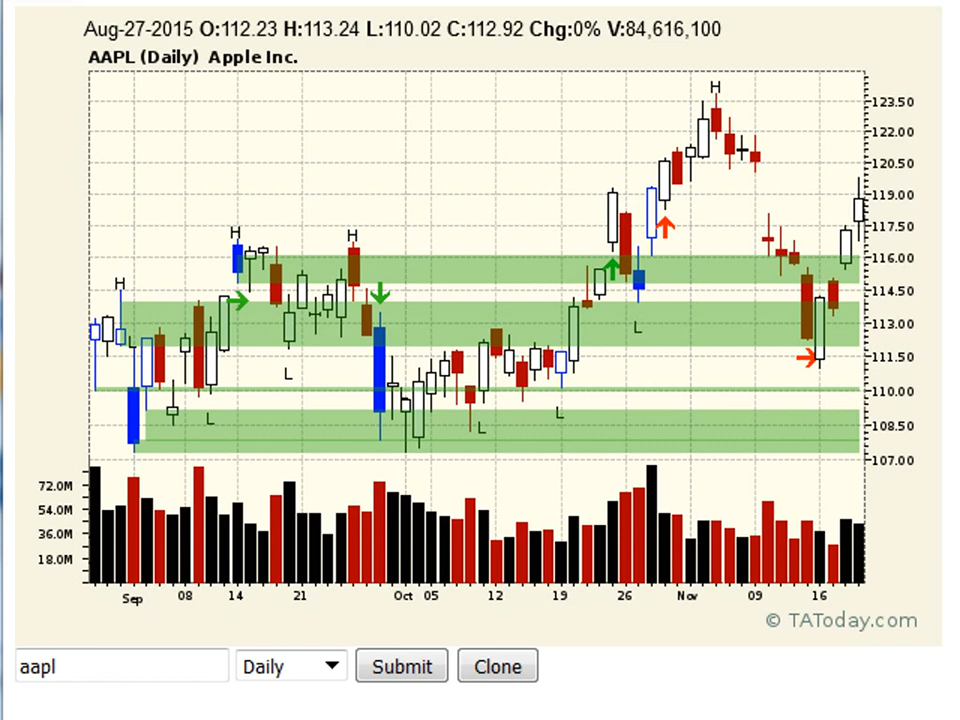 Aug-27-2015 O:112.23 H:113.24 L:110.02 C:112.92 Chg:0% V:84,616,100
AAPL (Daily) Apple Inc.
H
123.50
122.00
120.50
119.00
H
H
117.50
116.00
H
114.50
L
113.00
L
111.50
110.00
L
L
L
108.50
107.00
72.0M
54.0M
36.0M
18.0M
Sep 08 14 21 Oct 05 12 19 26 Nov 09 16
© TAToday.com
aapl Daily Submit Clone